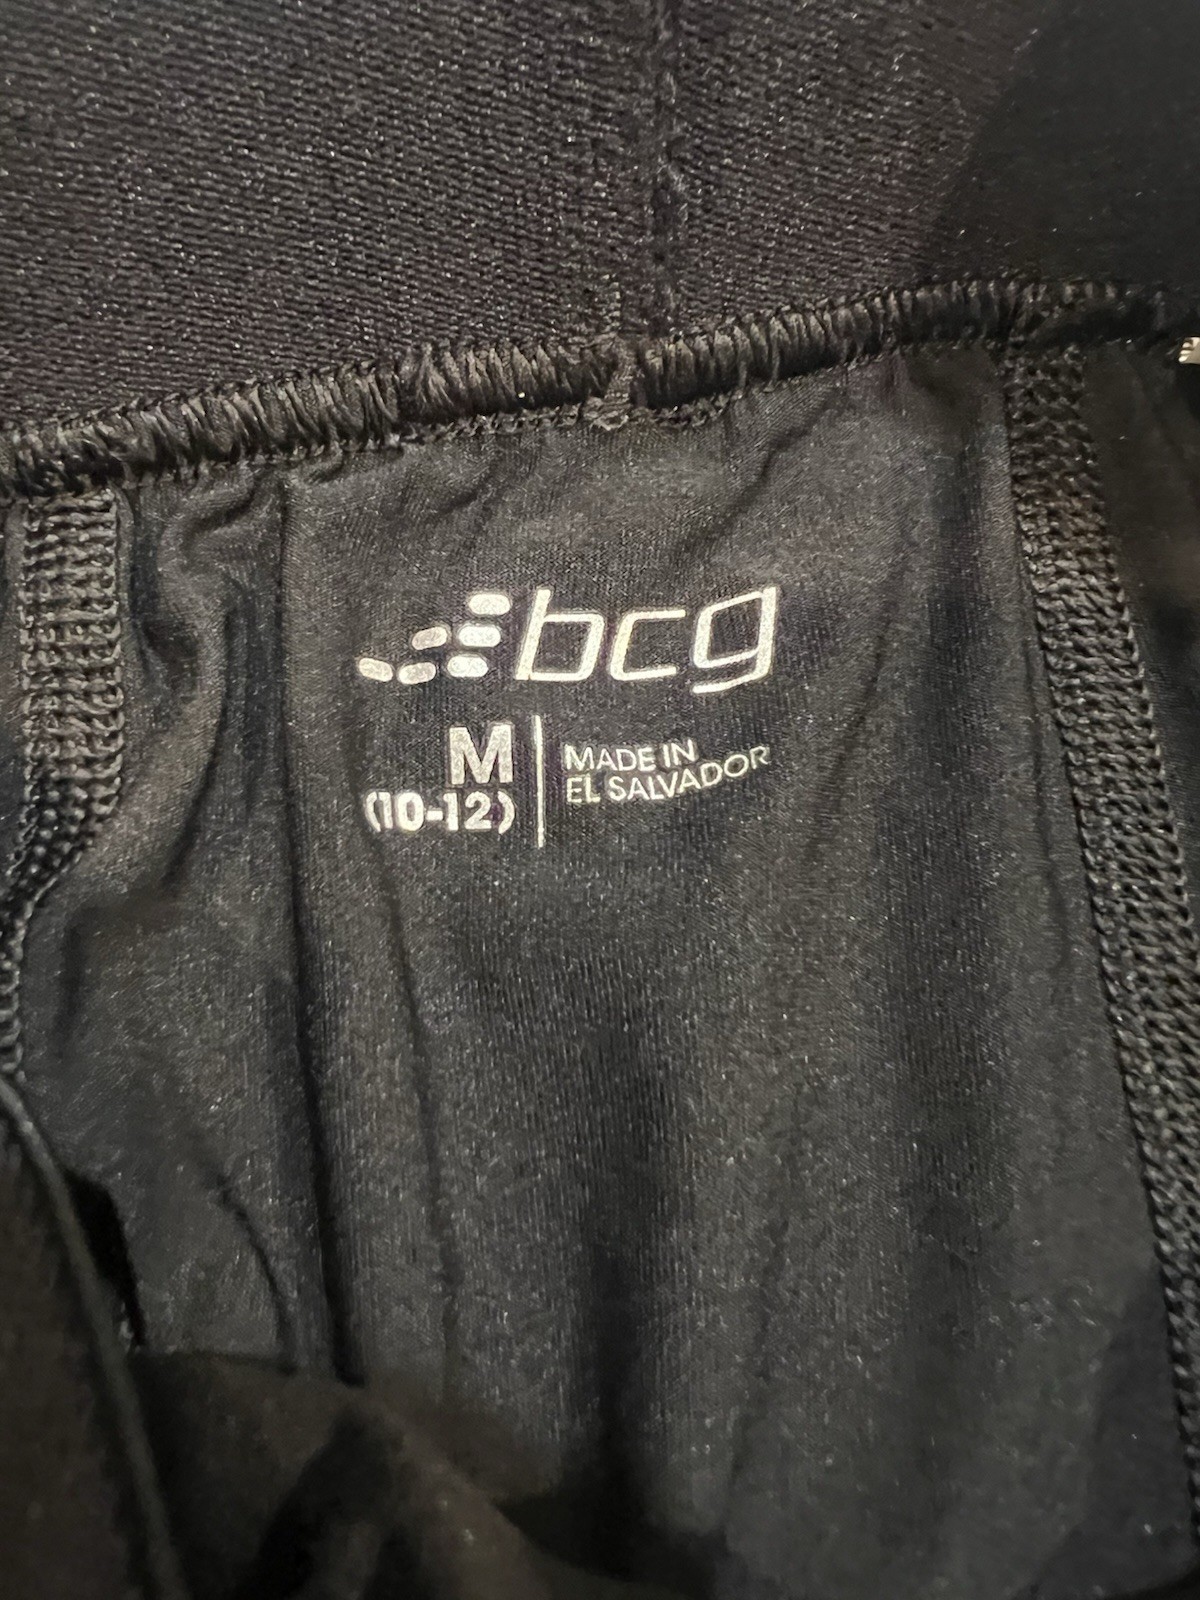 bcg
M
(10-12)
MADE IN
EL SALVADOR